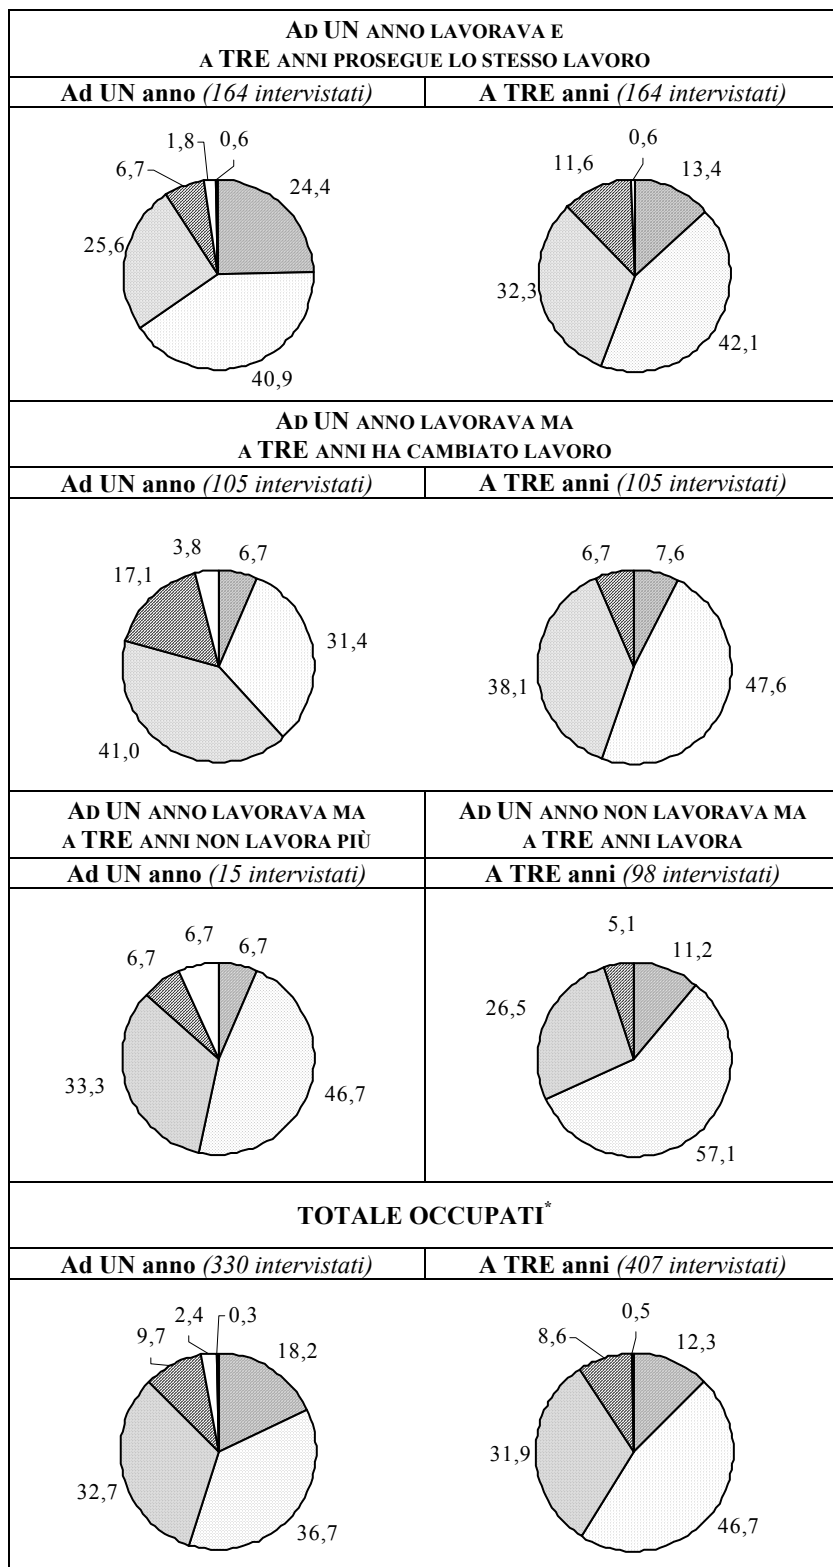 AD UN ANNO LAVORAVA E
A TRE ANNI PROSEGUE LO STESSO LAVORO
Ad UN anno (164 intervistati)
A TRE anni (164 intervistati)
1,8
0,6
6,7
24,4
25,6
40,9
0,6
11,6
13,4
32,3
42,1
AD UN ANNO LAVORAVA MA
A TRE ANNI HA CAMBIATO LAVORO
Ad UN anno (105 intervistati)
A TRE anni (105 intervistati)
3,8
6,7
17,1
31,4
41,0
6,7
7,6
38,1
47,6
AD UN ANNO LAVORAVA MA
A TRE ANNI NON LAVORA PIÙ
AD UN ANNO NON LAVORAVA MA
A TRE ANNI LAVORA
Ad UN anno (15 intervistati)
A TRE anni (98 intervistati)
6,7
6,7
6,7
33,3
46,7
5,1
11,2
26,5
57,1
TOTALE OCCUPATI*
Ad UN anno (330 intervistati)
A TRE anni (407 intervistati)
2,4
0,3
9,7
18,2
32,7
36,7
0,5
8,6
12,3
31,9
46,7